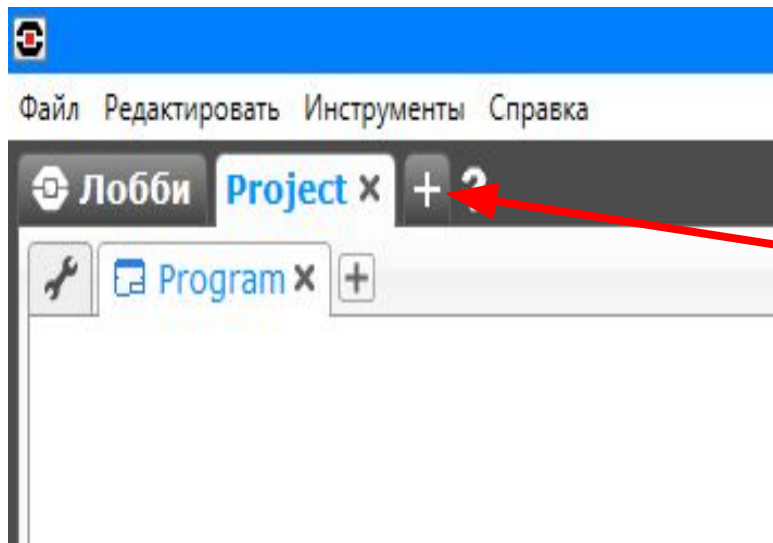 Файл Редактировать Инструменты Справка
Лобби Project × + ?
Program × +